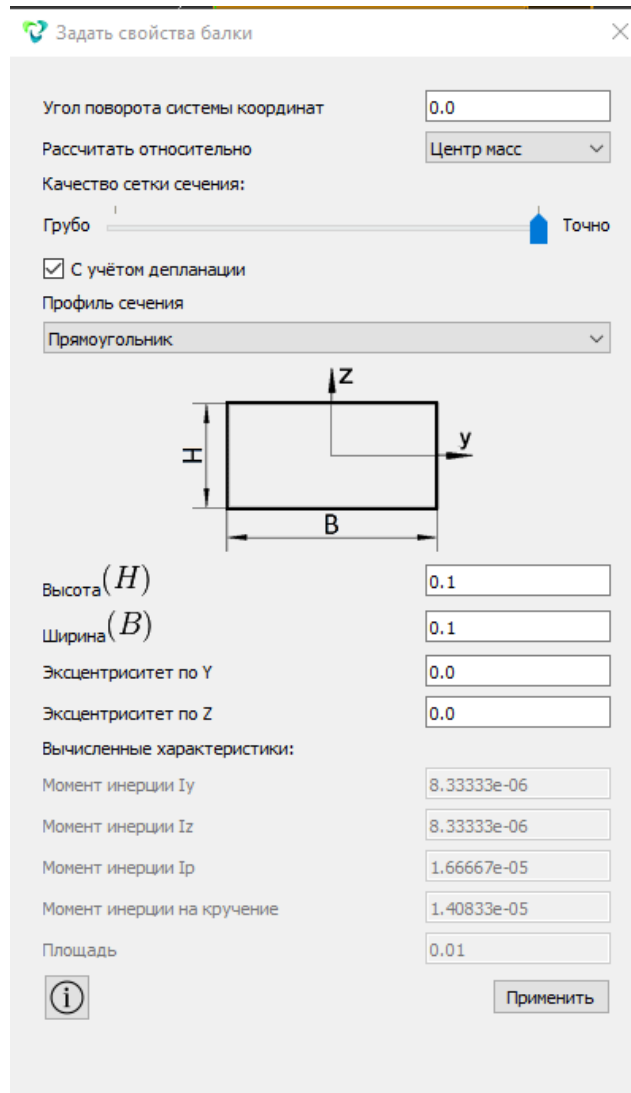 Задать свойства балки
Угол поворота системы координат 0.0
Рассчитать относительно Центр масс
Качество сетки сечения:
Грубо Точно
С учётом депланации
Профиль сечения
Прямоугольник
z
H
y
B
Высота(H) 0.1
Ширина(B) 0.1
Эксцентриситет по Y 0.0
Эксцентриситет по Z 0.0
Вычисленные характеристики:
Момент инерции Iy 8.33333e-06
Момент инерции Iz 8.33333e-06
Момент инерции Ip 1.66667e-05
Момент инерции на кручение 1.40833e-05
Площадь 0.01
i Применить